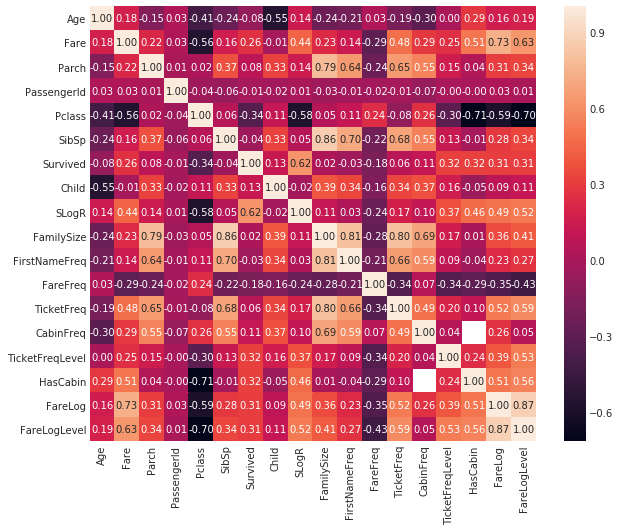 Age 1.00 0.18 -0.15 0.03 -0.41 -0.24 -0.08 -0.55 0.14 -0.24 -0.21 0.03 -0.19 -0.30 0.00 0.29 0.16 0.19
Fare 0.18 1.00 0.22 0.03 -0.56 0.16 0.26 -0.01 0.44 0.23 0.14 -0.29 0.48 0.29 0.25 0.51 0.73 0.63
Parch -0.15 0.22 1.00 0.01 0.02 0.37 0.08 0.33 0.14 0.79 0.64 -0.24 0.65 0.55 0.15 0.04 0.31 0.34
PassengerId 0.03 0.03 0.01 1.00 -0.04 -0.06 -0.01 -0.02 0.01 -0.03 -0.01 -0.02 -0.01 -0.07 -0.00 -0.00 0.03 0.01
Pclass -0.41 -0.56 0.02 -0.04 1.00 0.06 -0.34 0.11 -0.58 0.05 0.11 0.24 -0.08 0.26 -0.30 -0.71 -0.59 -0.70
SibSp -0.24 0.16 0.37 -0.06 0.06 1.00 -0.04 0.33 0.05 0.86 0.70 -0.22 0.68 0.55 0.13 -0.01 0.28 0.34
Survived -0.08 0.26 0.08 -0.01 -0.34 -0.04 1.00 0.13 0.62 0.02 -0.03 -0.18 0.06 0.11 0.32 0.32 0.31 0.31
Child -0.55 -0.01 0.33 -0.02 0.11 0.33 0.13 1.00 -0.02 0.39 0.34 -0.16 0.34 0.37 0.16 -0.05 0.09 0.11
SLogR 0.14 0.44 0.14 0.01 -0.58 0.05 0.62 -0.02 1.00 0.11 0.03 -0.24 0.17 0.10 0.37 0.46 0.49 0.52
FamilySize -0.24 0.23 0.79 -0.03 0.05 0.86 0.02 0.39 0.11 1.00 0.81 -0.28 0.80 0.69 0.17 0.01 0.36 0.41
FirstNameFreq -0.21 0.14 0.64 -0.01 0.11 0.70 -0.03 0.34 0.03 0.81 1.00 -0.21 0.66 0.59 0.09 -0.04 0.23 0.27
FareFreq 0.03 -0.29 -0.24 -0.02 0.24 -0.22 -0.18 -0.16 -0.24 -0.28 -0.21 1.00 -0.34 0.07 -0.34 -0.29 -0.35 -0.43
TicketFreq -0.19 0.48 0.65 -0.01 -0.08 0.68 0.06 0.34 0.17 0.80 0.66 -0.34 1.00 0.49 0.20 0.10 0.52 0.59
CabinFreq -0.30 0.29 0.55 -0.07 0.26 0.55 0.11 0.37 0.10 0.69 0.59 0.07 0.49 1.00 0.04 0.26 0.05
TicketFreqLevel 0.00 0.25 0.15 -0.00 -0.30 0.13 0.32 0.16 0.37 0.17 0.09 -0.34 0.20 0.04 1.00 0.24 0.39 0.53
HasCabin 0.29 0.51 0.04 -0.00 -0.71 -0.01 0.32 -0.05 0.46 0.01 -0.04 -0.29 0.10 0.24 1.00 0.51 0.56
FareLog 0.16 0.73 0.31 0.03 -0.59 0.28 0.31 0.09 0.49 0.36 0.23 -0.35 0.52 0.26 0.39 0.51 1.00 0.87
FareLogLevel 0.19 0.63 0.34 0.01 -0.70 0.34 0.31 0.11 0.52 0.41 0.27 -0.43 0.59 0.05 0.53 0.56 0.87 1.00
Age Fare Parch PassengerId Pclass SibSp Survived Child SLogR FamilySize FirstNameFreq FareFreq TicketFreq CabinFreq TicketFreqLevel HasCabin FareLog FareLogLevel
0.9
0.6
0.3
0.0
−0.3
−0.6